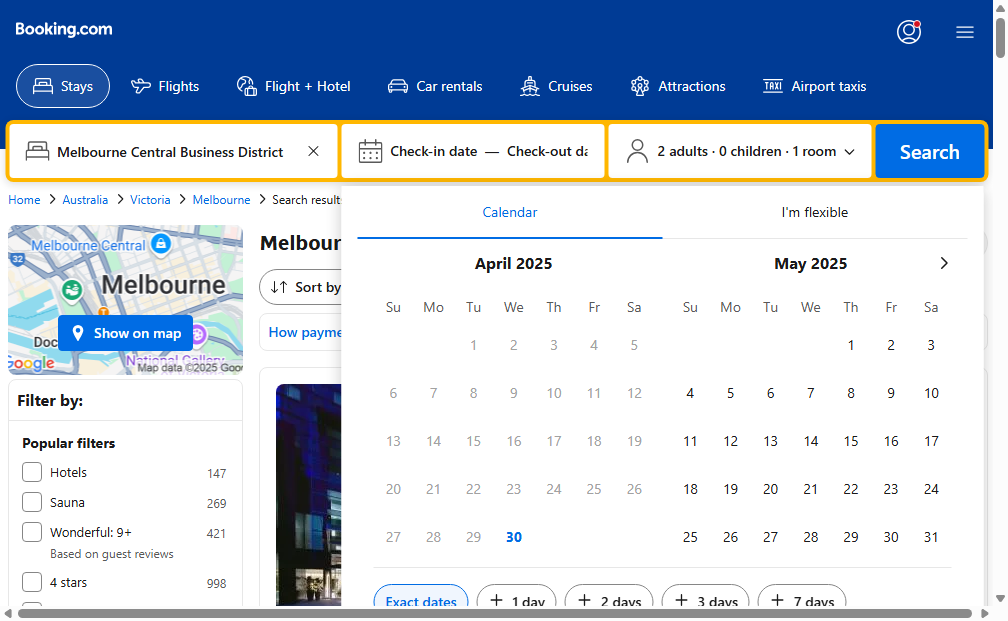 Booking.com
Stays
Flights
Flight + Hotel
Car rentals
Cruises
Attractions
TAXI
Airport taxis
Melbourne Central Business District
Check-in date — Check-out da
2 adults · 0 children · 1 room
Search
Home
Australia
Victoria
Melbourne
Search results
Calendar
I'm flexible
Melbour
Sort by
How payme
Melbourne Central
32
Melbourne
T
Doc
Show on map
National Gallery
Google
Map data ©2025 Goo
Filter by:
Popular filters
Hotels 147
Sauna 269
Wonderful: 9+ 421
Based on guest reviews
4 stars 998
April 2025
Su Mo Tu We Th Fr Sa
1 2 3 4 5
6 7 8 9 10 11 12
13 14 15 16 17 18 19
20 21 22 23 24 25 26
27 28 29 30
May 2025
Su Mo Tu We Th Fr Sa
1 2 3
4 5 6 7 8 9 10
11 12 13 14 15 16 17
18 19 20 21 22 23 24
25 26 27 28 29 30 31
Exact dates
1 day
2 days
3 days
7 days